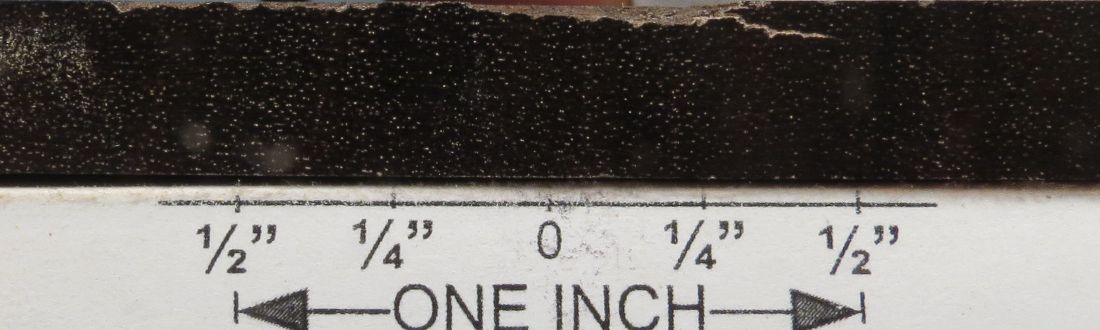 1/2” 1/4” 0 1/4” 1/2”
ONE INCH